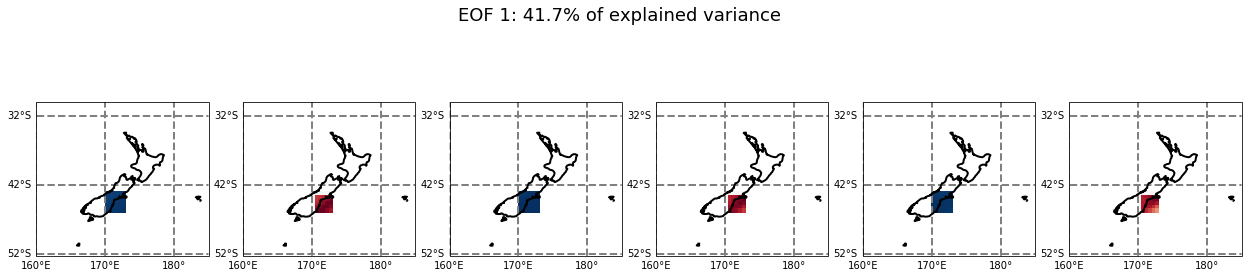 EOF 1: 41.7% of explained variance
32°S 32°S 32°S 32°S 32°S 32°S
42°S 42°S 42°S 42°S 42°S 42°S
52°S 52°S 52°S 52°S 52°S 52°S
160°E 170°E 180° 160°E 170°E 180° 160°E 170°E 180° 160°E 170°E 180° 160°E 170°E 180° 160°E 170°E 180°